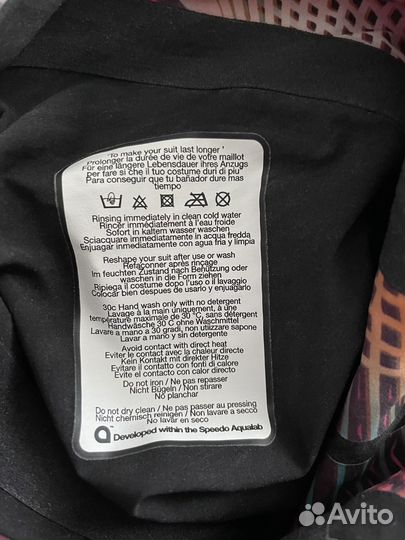 To make your suit last longer
Prolonger la durée de vie de votre maillot
Für eine längere Lebensdauer ihres Anzugs
per fare si che il tuo costume duri di piu'
Para conseguir que tu bañador dure mas
tiempo
Rinsing immediately in clean cold water
Rincer immédiatement à l'eau froide
Sofort in kaltem wasser waschen
Sciacquare immediatamente in acqua fredda
Enjuagar inmediatamente con agua fria y limpia
Reshape your suit after use or wash
Refaçonner après rinçage
Im feuchten Zustand nach Benützung oder
waschen in die Form ziehen
Ripiega il costume dopo l'uso o il lavaggio
Colocar bien despues de usarlo y enjuagarlo
30c Hand wash only with no detergent
Lavage à la main uniquement, à une
température maximale de 30 °C, sans détergent
Handwäsche 30 C ohne Waschmittel
Lavare a mano a 30 gradi, non utilizzare sapone
Lavar a mano y sin detergente
Avoid contact with direct heat
Eviter le contact avec la chaleur directe
Kein Kontakt mit direkter Hitze
Evitare il contatto con fonti di calore
Evite el contacto con calor directo
Do not iron / Ne pas repasser
Nicht Bügeln / Non stirare
No planchar
Do not dry clean / Ne pas passer au pressing
Nicht chemisch reinigen / Non lavare a secco
No lavar en seco
Developed within the Speedo Aqualab
Avito